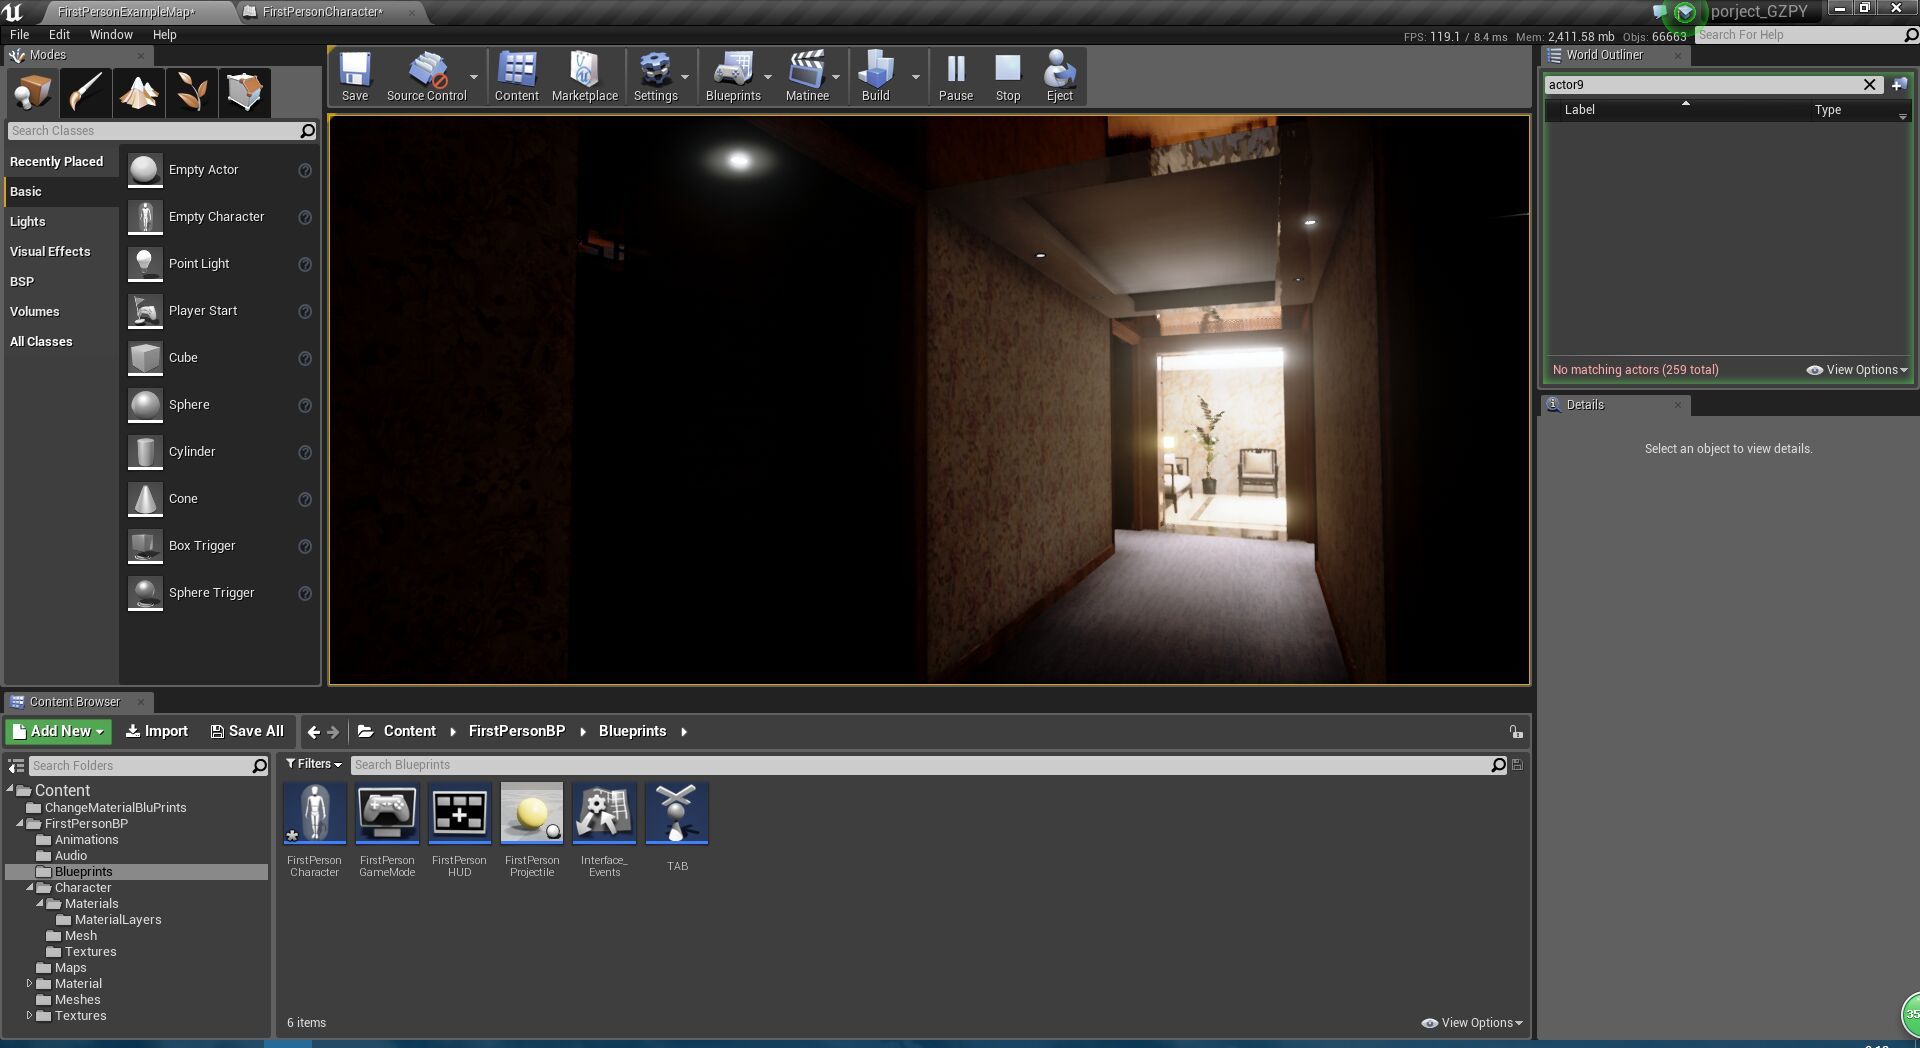 FirstPersonExampleMap*
FirstPersonCharacter*
porject_GZPY
File Edit Window Help
FPS: 119.1 / 8.4 ms Mem: 2,411.58 mb Objs: 66663
Search For Help
Modes
Search Classes
Recently Placed
Basic
Lights
Visual Effects
BSP
Volumes
All Classes
Empty Actor
Empty Character
Point Light
Player Start
Cube
Sphere
Cylinder
Cone
Box Trigger
Sphere Trigger
Save
Source Control
Content
Marketplace
Settings
Blueprints
Matinee
Build
Pause
Stop
Eject
World Outliner
actor9
Label Type
No matching actors (259 total)
View Options
Details
Select an object to view details.
Content Browser
Add New
Import
Save All
Content
FirstPersonBP
Blueprints
Search Folders
Filters
Search Blueprints
Content
ChangeMaterialBluPrints
FirstPersonBP
Animations
Audio
Blueprints
Character
Materials
MaterialLayers
Mesh
Textures
Maps
Material
Meshes
Textures
FirstPerson
Character
FirstPerson
GameMode
FirstPerson
HUD
FirstPerson
Projectile
Interface_
Events
TAB
6 items
View Options
35